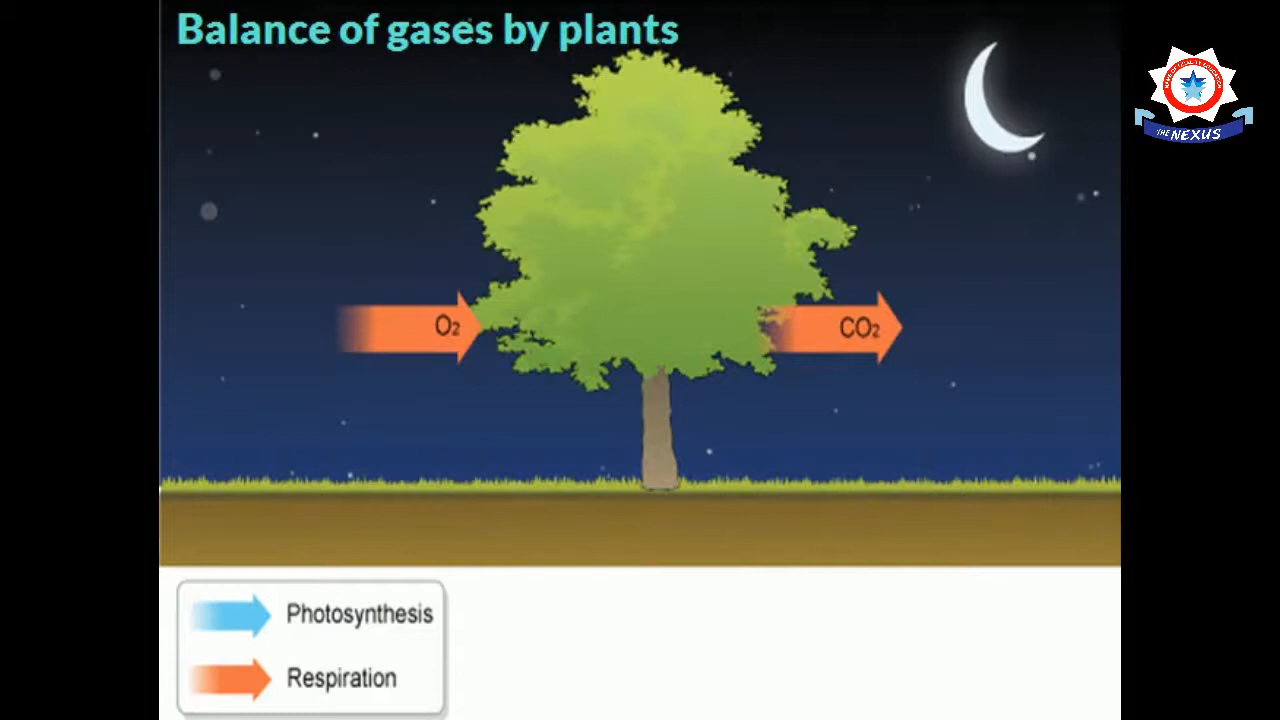 Balance of gases by plants
O₂
CO₂
THE NEXUS
Photosynthesis
Respiration